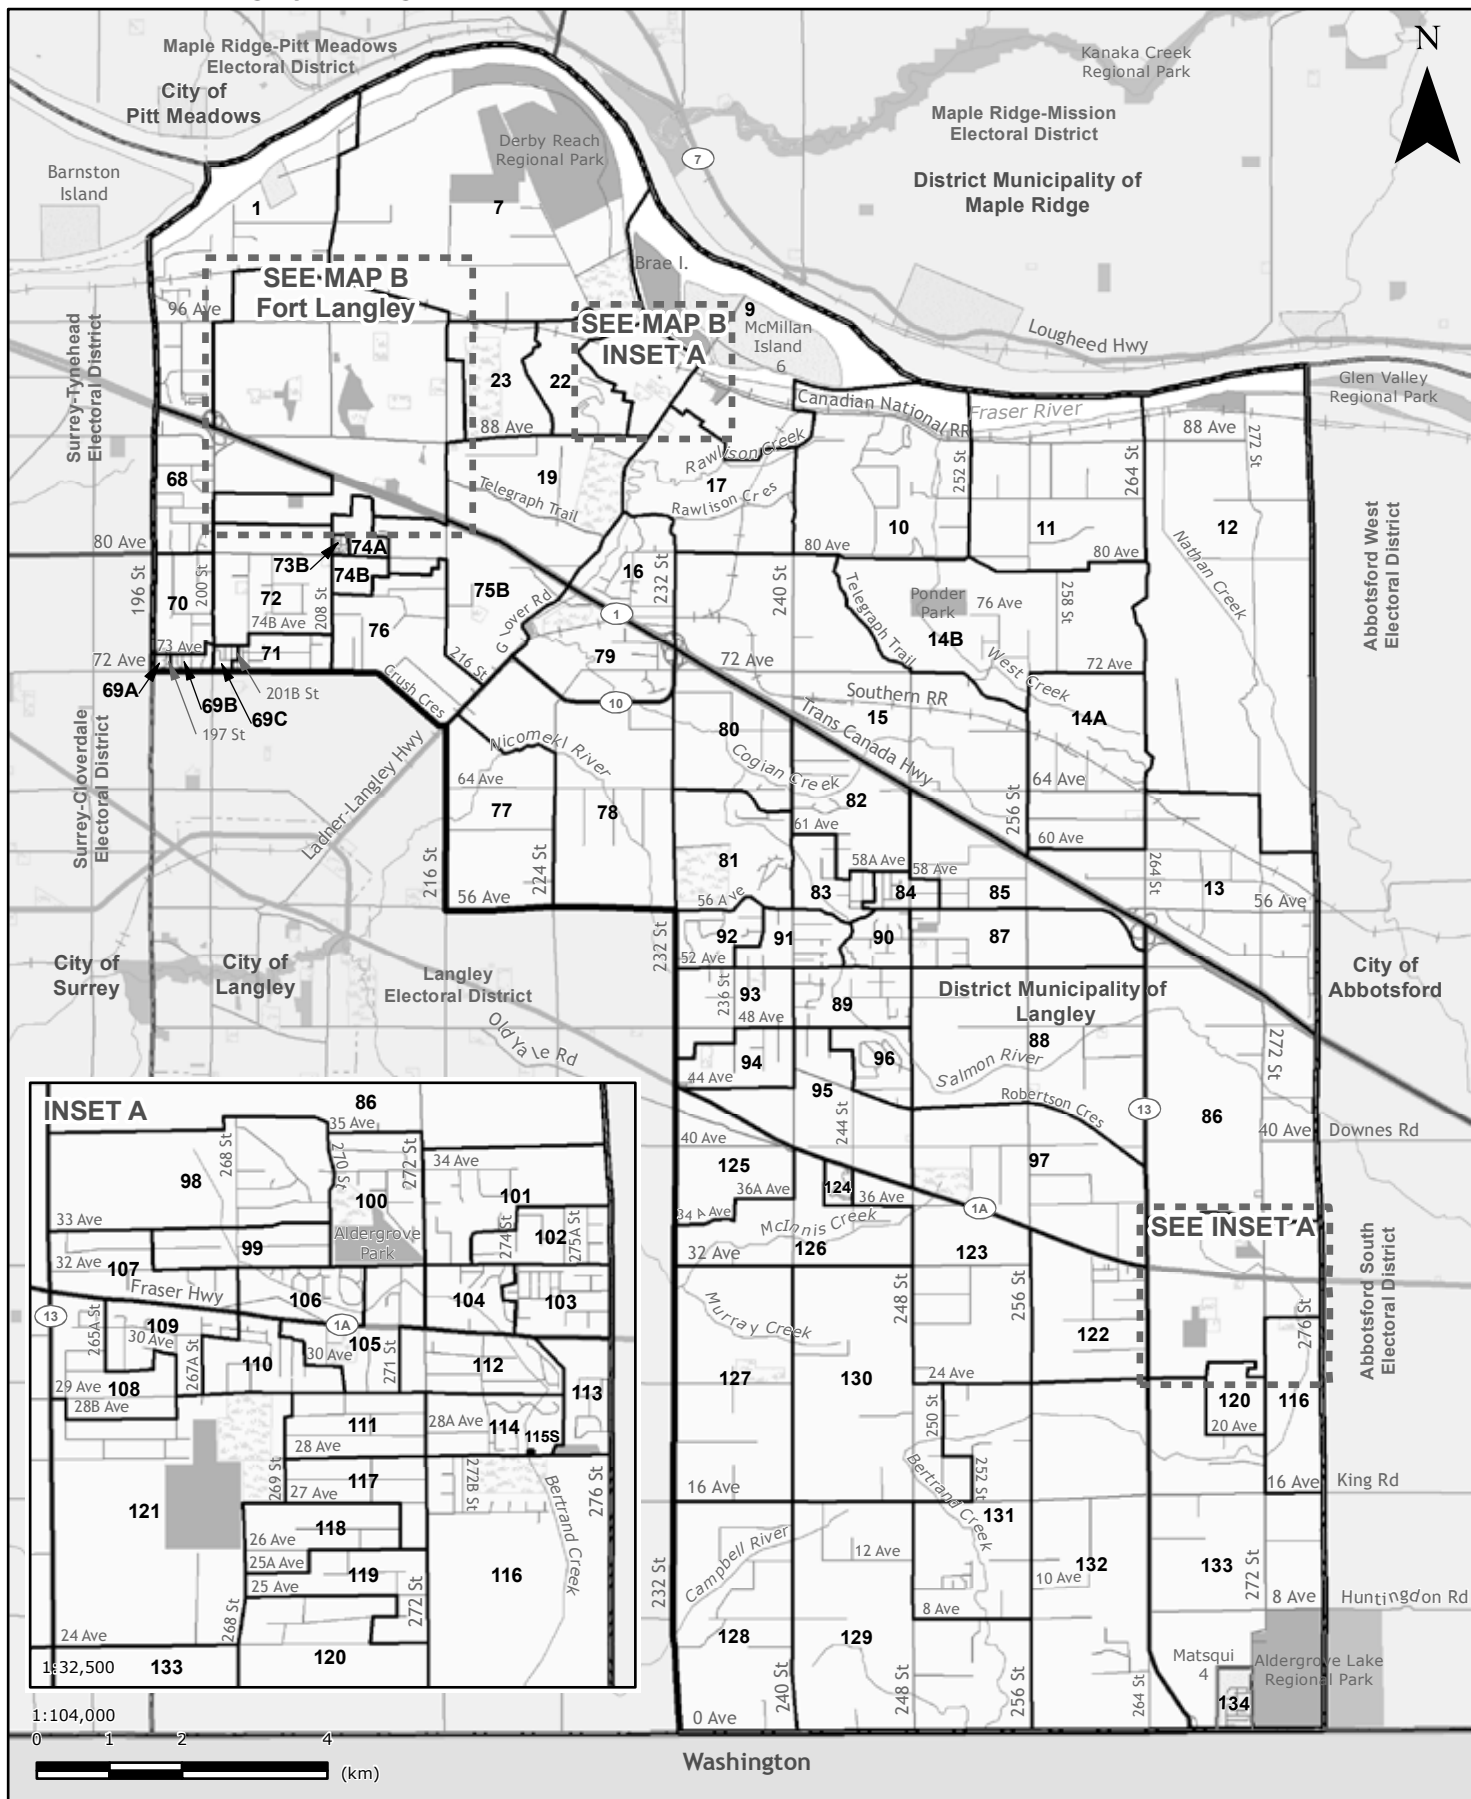 Maple Ridge-Pitt Meadows
Electoral District
City of
Pitt Meadows
Kanaka Creek
Regional Park
N
Maple Ridge-Mission
Electoral District
Derby Reach
Regional Park
7
Barnston
Island
District Municipality of
Maple Ridge
1
7
Brae I.
SEE MAP B
Fort Langley
96 Ave
SEE MAP B
INSET A
9
McMillan
Island
6
Lougheed Hwy
Surrey-Tynehead
Electoral District
23
22
Glen Valley
Regional Park
Canadian National RR
Fraser River
88 Ave
88 Ave
272 St
Rawlison Creek
264 St
252 St
68
19
17
Telegraph Trail
Rawlison Cres
10
11
12
Nathan Creek
Abbotsford West
Electoral District
80 Ave
80 Ave
80 Ave
74A
73B
74B
196 St
200 St
208 St
70
72
74B Ave
76
75B
16
232 St
240 St
Telegraph Trail
Ponder
Park
76 Ave
258 St
14B
Glover Rd
1
73 Ave
72 Ave
71
69A
69B
69C
201B St
197 St
216 St
Crush Cres
79
72 Ave
72 Ave
West Creek
10
Southern RR
15
14A
80
Trans Canada Hwy
Nicomekl River
Cogian Creek
64 Ave
64 Ave
Surrey-Cloverdale
Electoral District
Ladner-Langley Hwy
77
78
82
61 Ave
256 St
60 Ave
216 St
224 St
81
58A Ave
58 Ave
264 St
83
84
85
13
56 Ave
56 Ave
56 Ave
92
91
90
87
232 St
52 Ave
City of
Surrey
City of
Langley
Langley
Electoral District
City of
Abbotsford
236 St
93
89
District Municipality of
Langley
48 Ave
88
Old Yale Rd
94
96
Salmon River
272 St
44 Ave
95
Robertson Cres
13
86
244 St
40 Ave
40 Ave
Downes Rd
125
97
36A Ave
124
36 Ave
1A
34 A Ave
McInnis Creek
SEE INSET A
32 Ave
126
123
Abbotsford South
Electoral District
248 St
256 St
Murray Creek
122
276 St
127
130
24 Ave
120
116
250 St
20 Ave
Bertrand Creek
252 St
16 Ave
16 Ave
King Rd
131
Campbell River
12 Ave
132
133
10 Ave
272 St
232 St
8 Ave
8 Ave
Huntingdon Rd
128
129
Matsqui
4
Aldergrove Lake
Regional Park
240 St
248 St
256 St
264 St
134
0 Ave
Washington
INSET A
86
35 Ave
268 St
270 St
272 St
34 Ave
98
100
101
33 Ave
274 St
275A St
102
99
Aldergrove
Park
32 Ave
107
Fraser Hwy
106
104
103
13
265A St
109
1A
30 Ave
105
267A St
110
30 Ave
271 St
112
29 Ave
108
113
28B Ave
111
28A Ave
114
115S
28 Ave
269 St
117
272B St
276 St
27 Ave
121
118
Bertrand Creek
26 Ave
25A Ave
119
116
25 Ave
268 St
272 St
24 Ave
120
1:32,500
133
1:104,000
0 1 2 4
(km)